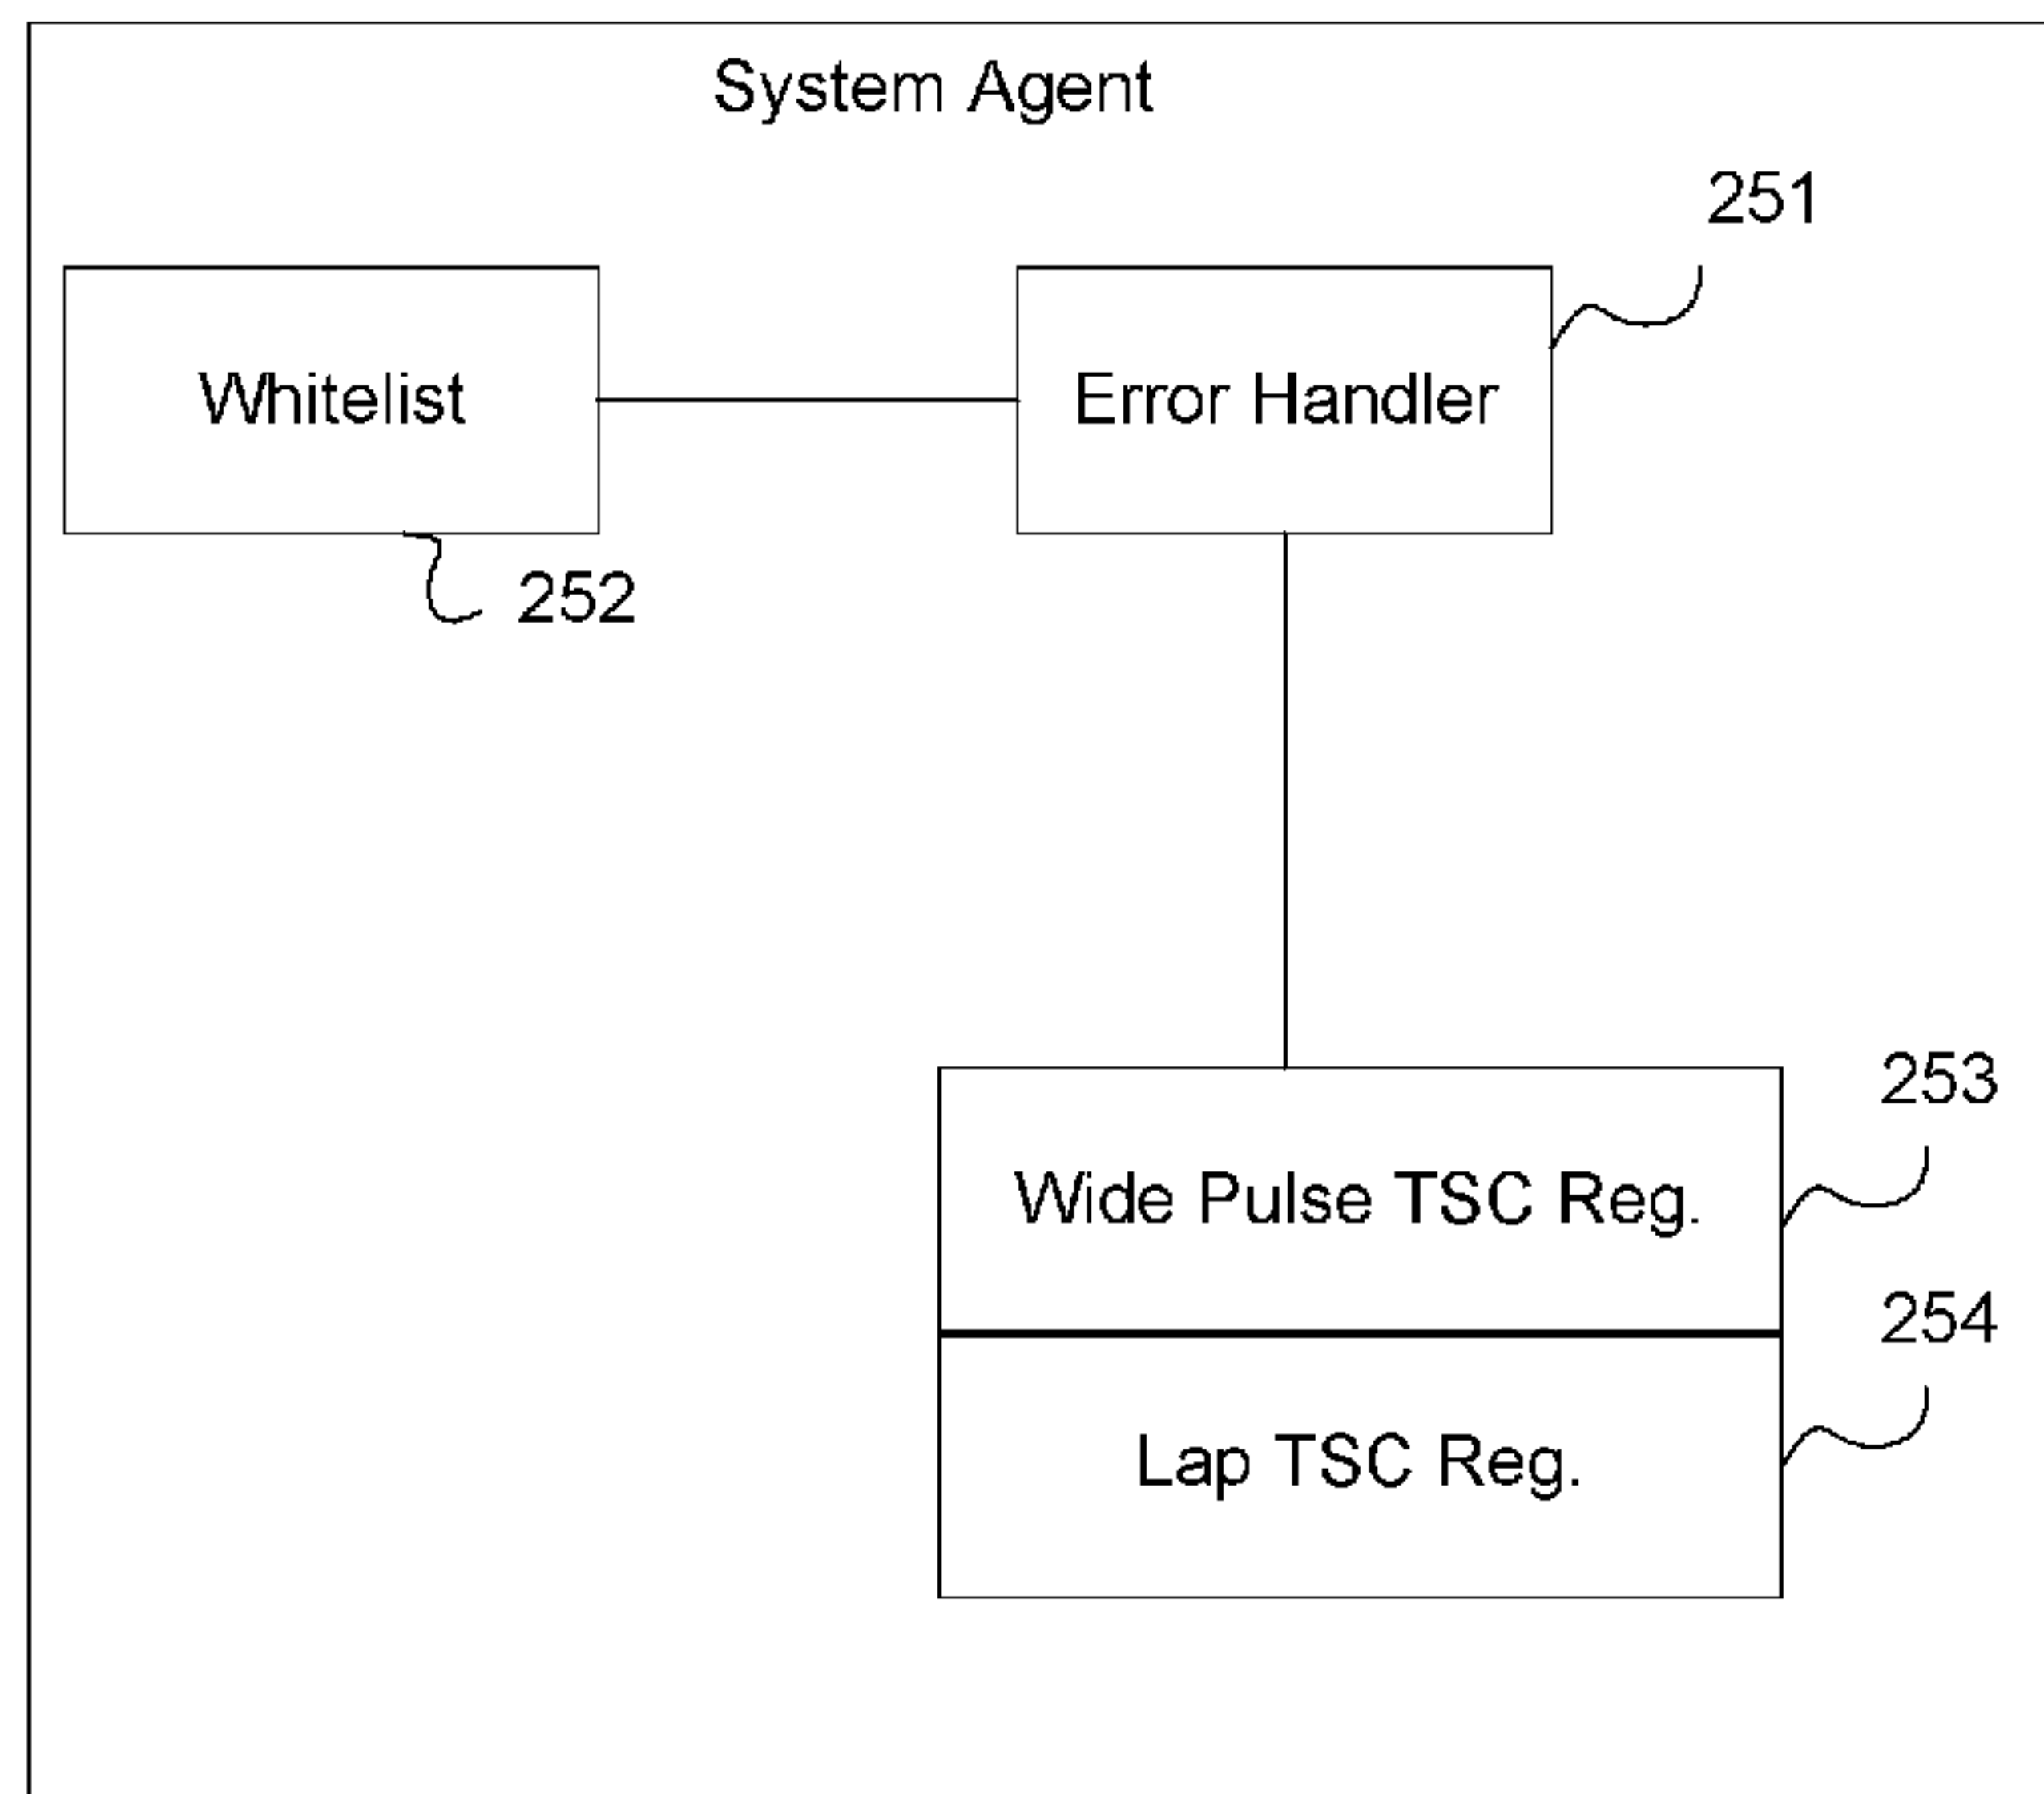 System Agent
251
Whitelist
Error Handler
252
253
Wide Pulse TSC Reg.
254
Lap TSC Reg.